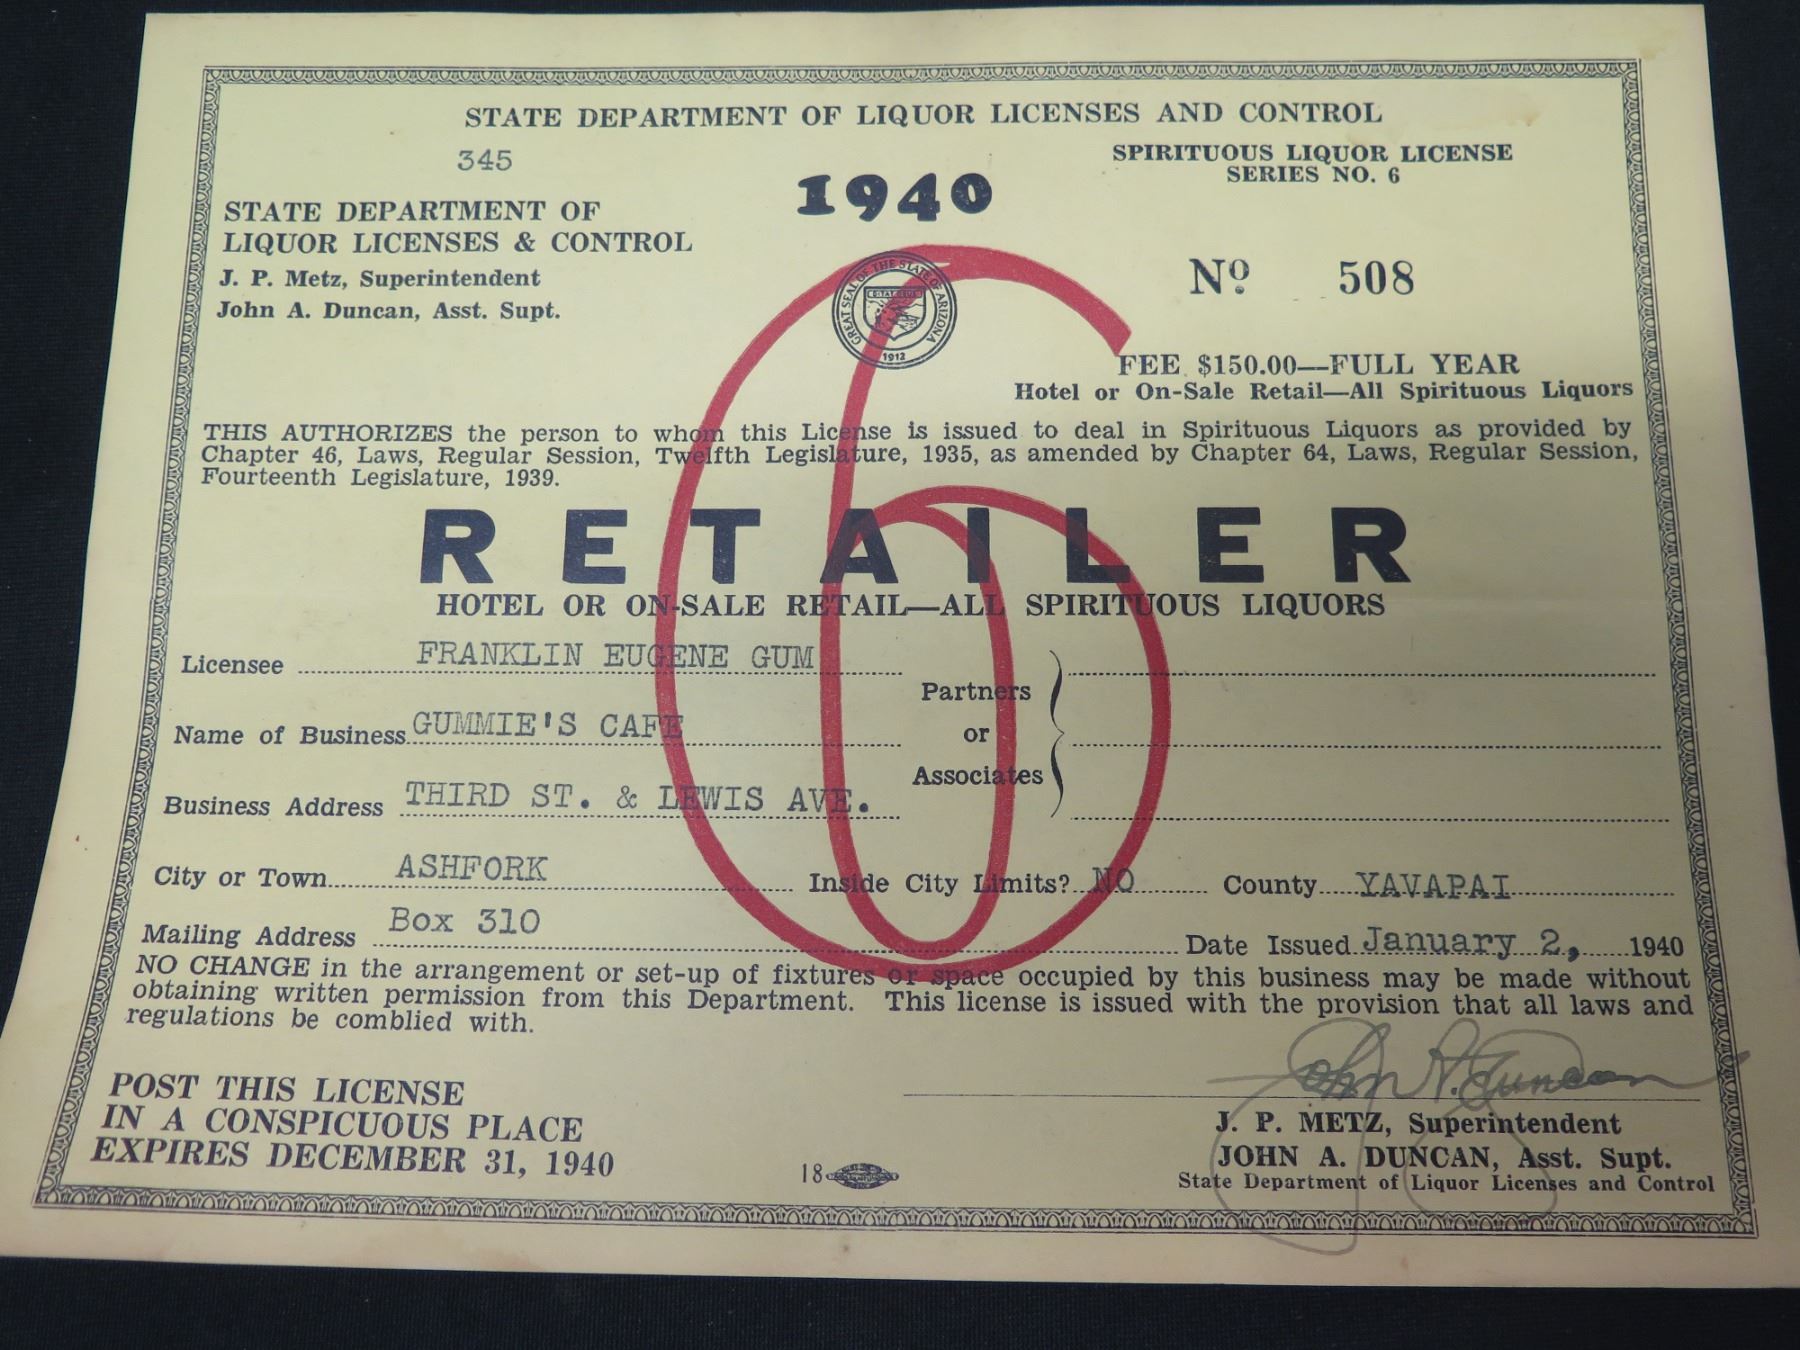 STATE DEPARTMENT OF LIQUOR LICENSES AND CONTROL
345
1940
SPIRITUOUS LIQUOR LICENSE
SERIES NO. 6
STATE DEPARTMENT OF
LIQUOR LICENSES & CONTROL
J. P. Metz, Superintendent
John A. Duncan, Asst. Supt.
GREAT SEAL OF THE STATE OF ARIZONA
1912
Nº 508
FEE $150.00—FULL YEAR
Hotel or On-Sale Retail—All Spirituous Liquors
6
THIS AUTHORIZES the person to whom this License is issued to deal in Spirituous Liquors as provided by
Chapter 46, Laws, Regular Session, Twelfth Legislature, 1935, as amended by Chapter 64, Laws, Regular Session,
Fourteenth Legislature, 1939.
RETAILER
HOTEL OR ON-SALE RETAIL—ALL SPIRITUOUS LIQUORS
Licensee FRANKLIN EUGENE GUM
Name of Business GUMMIE'S CAFE
Business Address THIRD ST. & LEWIS AVE.
Partners
or
Associates
City or Town ASHFORK Inside City Limits? NO County YAVAPAI
Mailing Address Box 310 Date Issued January 2, 1940
NO CHANGE in the arrangement or set-up of fixtures or space occupied by this business may be made without
obtaining written permission from this Department. This license is issued with the provision that all laws and
regulations be comblied with.
POST THIS LICENSE
IN A CONSPICUOUS PLACE
EXPIRES DECEMBER 31, 1940
18
John A. Duncan
J. P. METZ, Superintendent
JOHN A. DUNCAN, Asst. Supt.
State Department of Liquor Licenses and Control